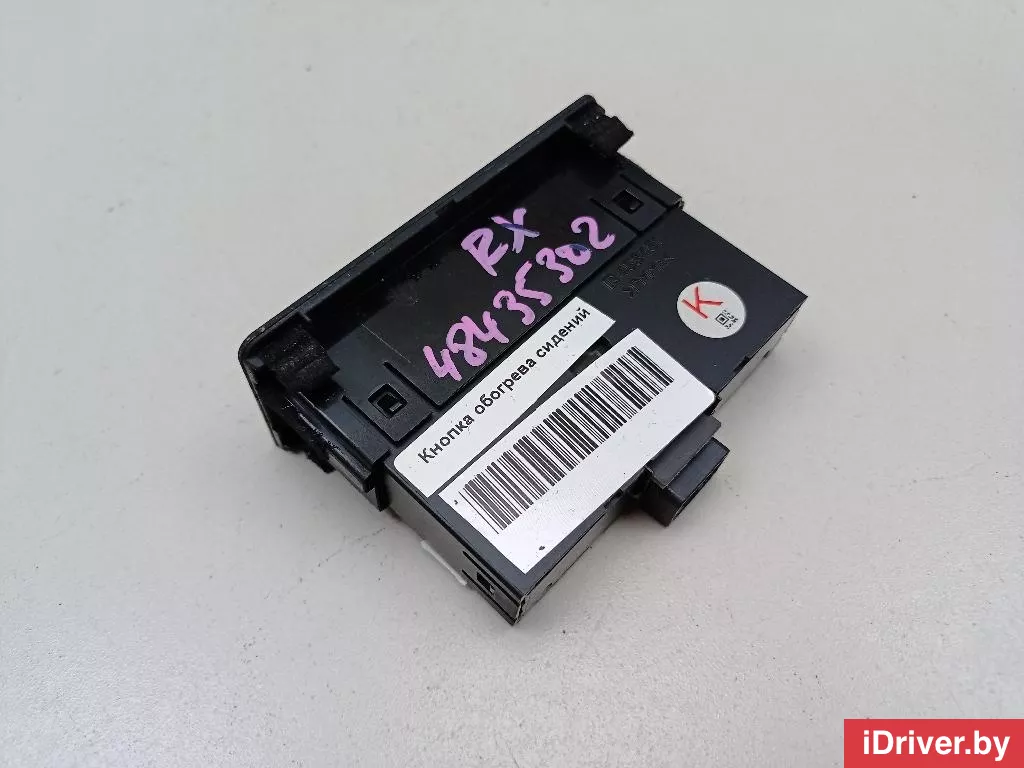 RX
48435302
Кнопка обогрева сидений
K
iDriver.by